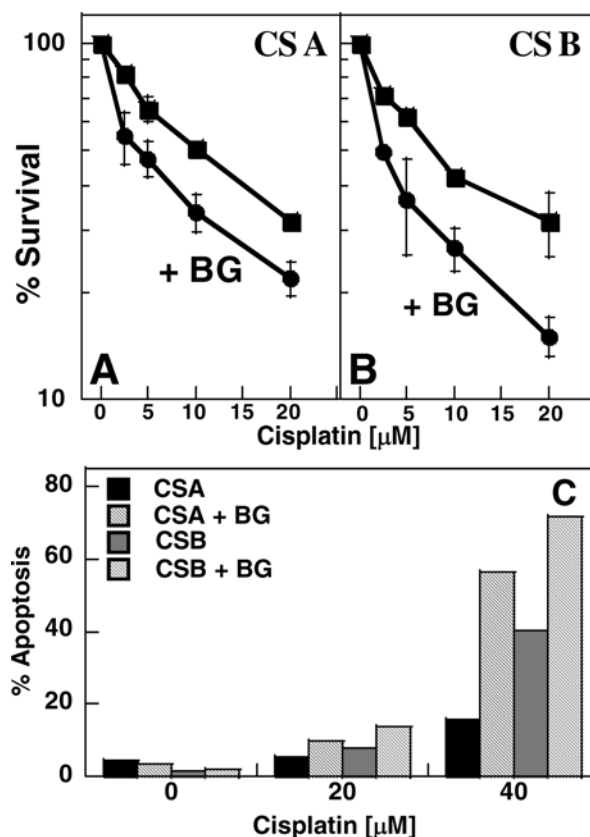 100
CS A
CS B
% Survival
+ BG
+ BG
A
B
10
0 5 10 15 20
0 5 10 15 20
Cisplatin [µM]
C
80
CSA
CSA + BG
60
CSB
CSB + BG
40
% Apoptosis
20
0
0 20 40
Cisplatin [µM]